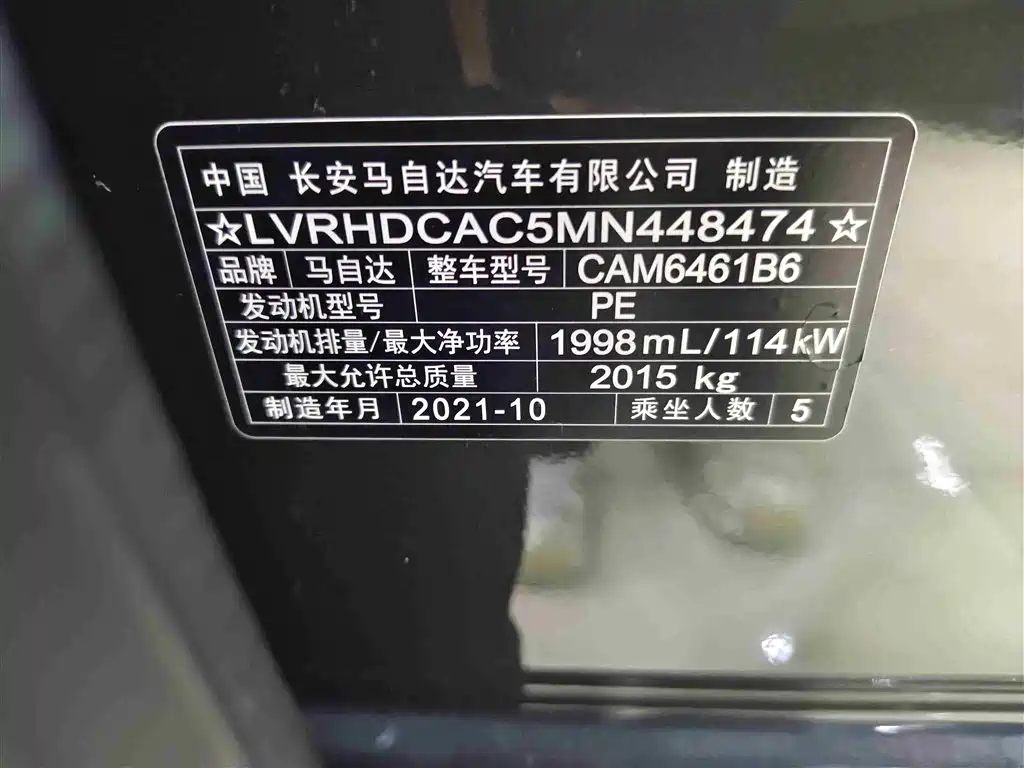 中国 长安马自达汽车有限公司 制造
☆LVRHDCAC5MN448474☆
品牌 马自达 整车型号 CAM6461B6
发动机型号 PE
发动机排量/最大净功率 1998mL/114kW
最大允许总质量 2015 kg
制造年月 2021-10 乘坐人数 5